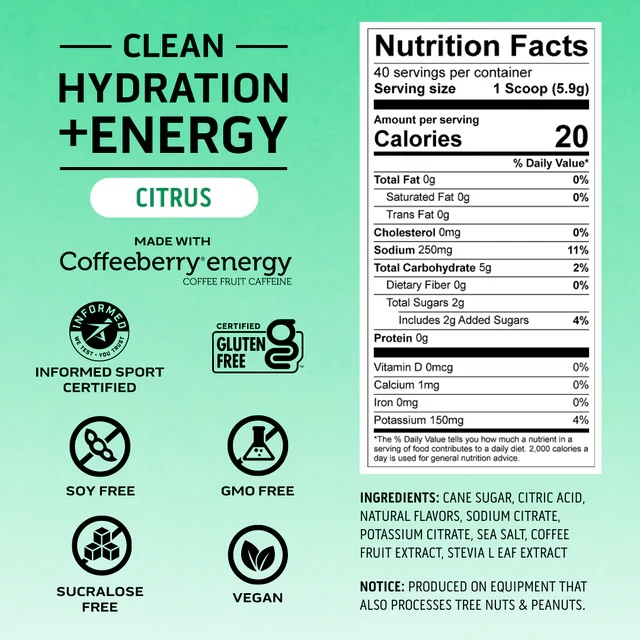 CLEAN
HYDRATION
+ENERGY
CITRUS
MADE WITH
Coffeeberry® energy
COFFEE FRUIT CAFFEINE
INFORMED
WE TEST • YOU TRUST
INFORMED SPORT
CERTIFIED
CERTIFIED
GLUTEN
FREE
SOY FREE
GMO FREE
SUCRALOSE
FREE
VEGAN
Nutrition Facts
40 servings per container
Serving size 1 Scoop (5.9g)
Amount per serving
Calories 20
% Daily Value*
Total Fat 0g 0%
Saturated Fat 0g 0%
Trans Fat 0g
Cholesterol 0mg 0%
Sodium 250mg 11%
Total Carbohydrate 5g 2%
Dietary Fiber 0g 0%
Total Sugars 2g
Includes 2g Added Sugars 4%
Protein 0g
Vitamin D 0mcg 0%
Calcium 1mg 0%
Iron 0mg 0%
Potassium 150mg 4%
*The % Daily Value tells you how much a nutrient in a
serving of food contributes to a daily diet. 2,000 calories a
day is used for general nutrition advice.
INGREDIENTS: CANE SUGAR, CITRIC ACID,
NATURAL FLAVORS, SODIUM CITRATE,
POTASSIUM CITRATE, SEA SALT, COFFEE
FRUIT EXTRACT, STEVIA L EAF EXTRACT
NOTICE: PRODUCED ON EQUIPMENT THAT
ALSO PROCESSES TREE NUTS & PEANUTS.